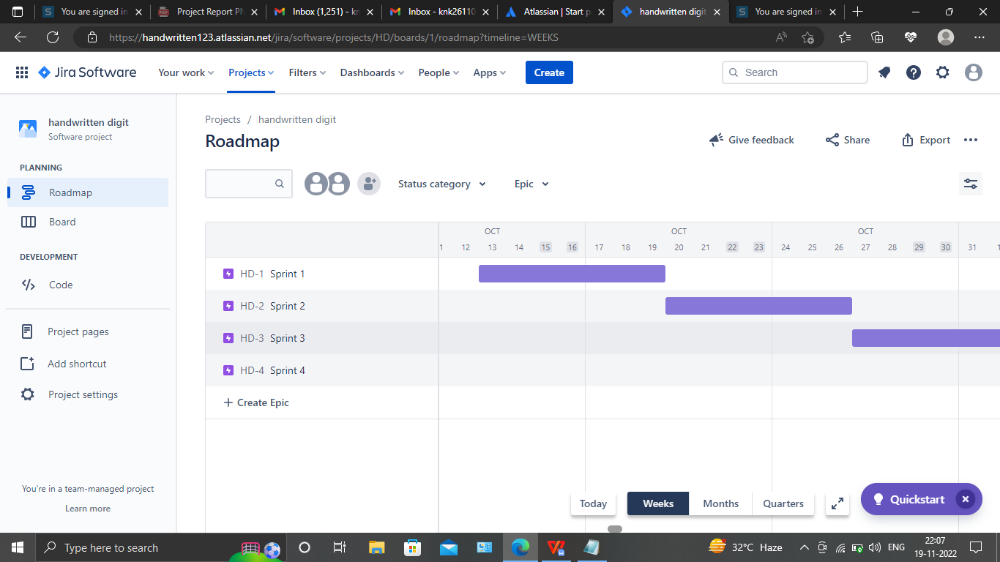 You are signed in
Project Report PN
Inbox (1,251) - kn
Inbox - knk26110
Atlassian | Start p
handwritten digit
You are signed in
https://handwritten123.atlassian.net/jira/software/projects/HD/boards/1/roadmap?timeline=WEEKS
Jira Software
Your work
Projects
Filters
Dashboards
People
Apps
Create
Search
handwritten digit
Software project
PLANNING
Roadmap
Board
DEVELOPMENT
Code
Project pages
Add shortcut
Project settings
You're in a team-managed project
Learn more
Projects / handwritten digit
Roadmap
Give feedback
Share
Export
Status category
Epic
OCT OCT OCT
1 12 13 14 15 16 17 18 19 20 21 22 23 24 25 26 27 28 29 30 31 1
HD-1 Sprint 1
HD-2 Sprint 2
HD-3 Sprint 3
HD-4 Sprint 4
+ Create Epic
Today
Weeks
Months
Quarters
Quickstart
Type here to search
32°C Haze
ENG
22:07
19-11-2022